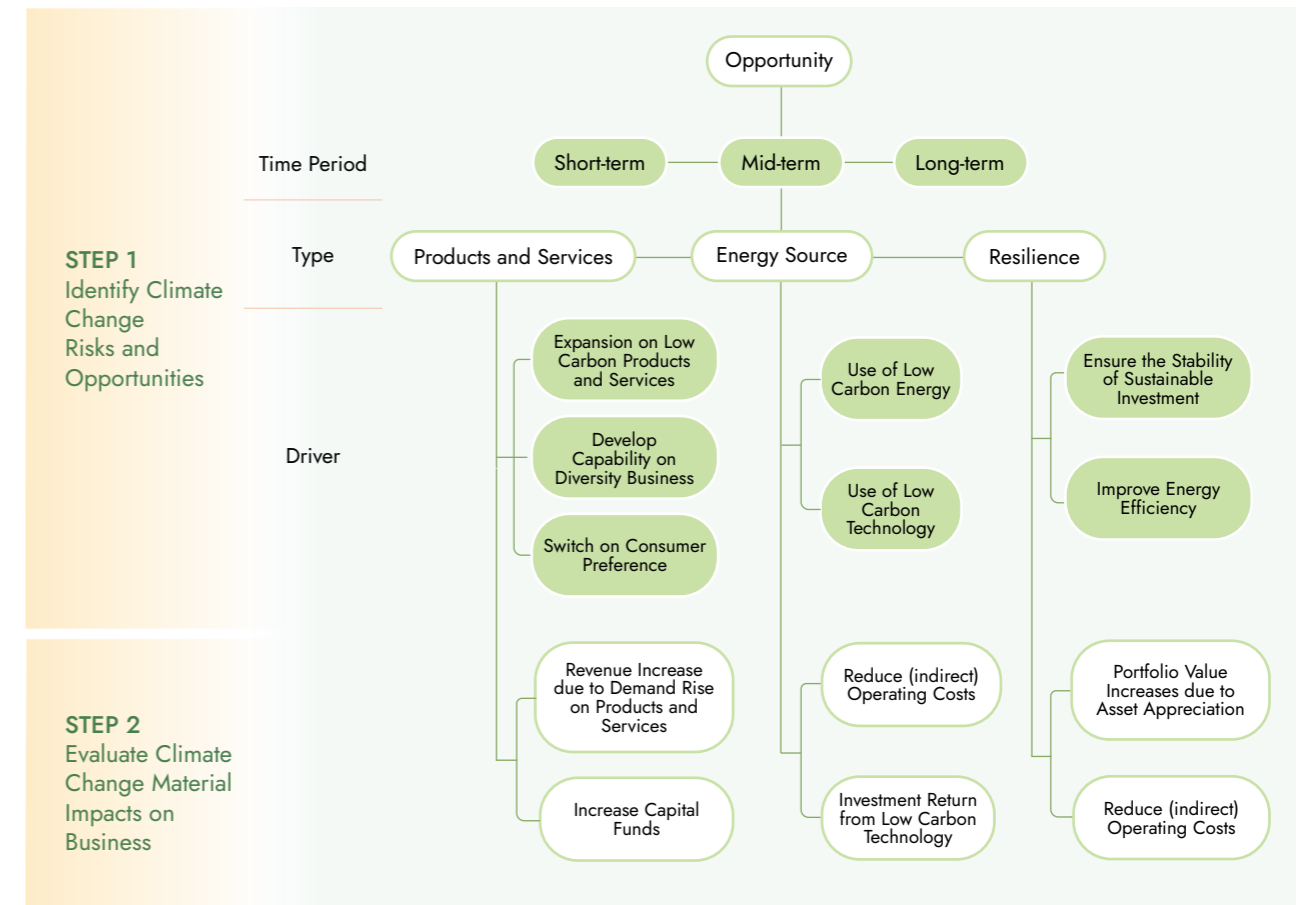 Opportunity
Time Period
Short-term
Mid-term
Long-term
STEP 1
Identify Climate
Change
Risks and
Opportunities
Type
Products and Services
Energy Source
Resilience
Driver
Expansion on Low
Carbon Products
and Services
Develop
Capability on
Diversity Business
Switch on Consumer
Preference
Use of Low
Carbon Energy
Use of Low
Carbon
Technology
Ensure the Stability
of Sustainable
Investment
Improve Energy
Efficiency
STEP 2
Evaluate Climate
Change Material
Impacts on
Business
Revenue Increase
due to Demand Rise
on Products and
Services
Increase Capital
Funds
Reduce (indirect)
Operating Costs
Investment Return
from Low Carbon
Technology
Portfolio Value
Increases due to
Asset Appreciation
Reduce (indirect)
Operating Costs